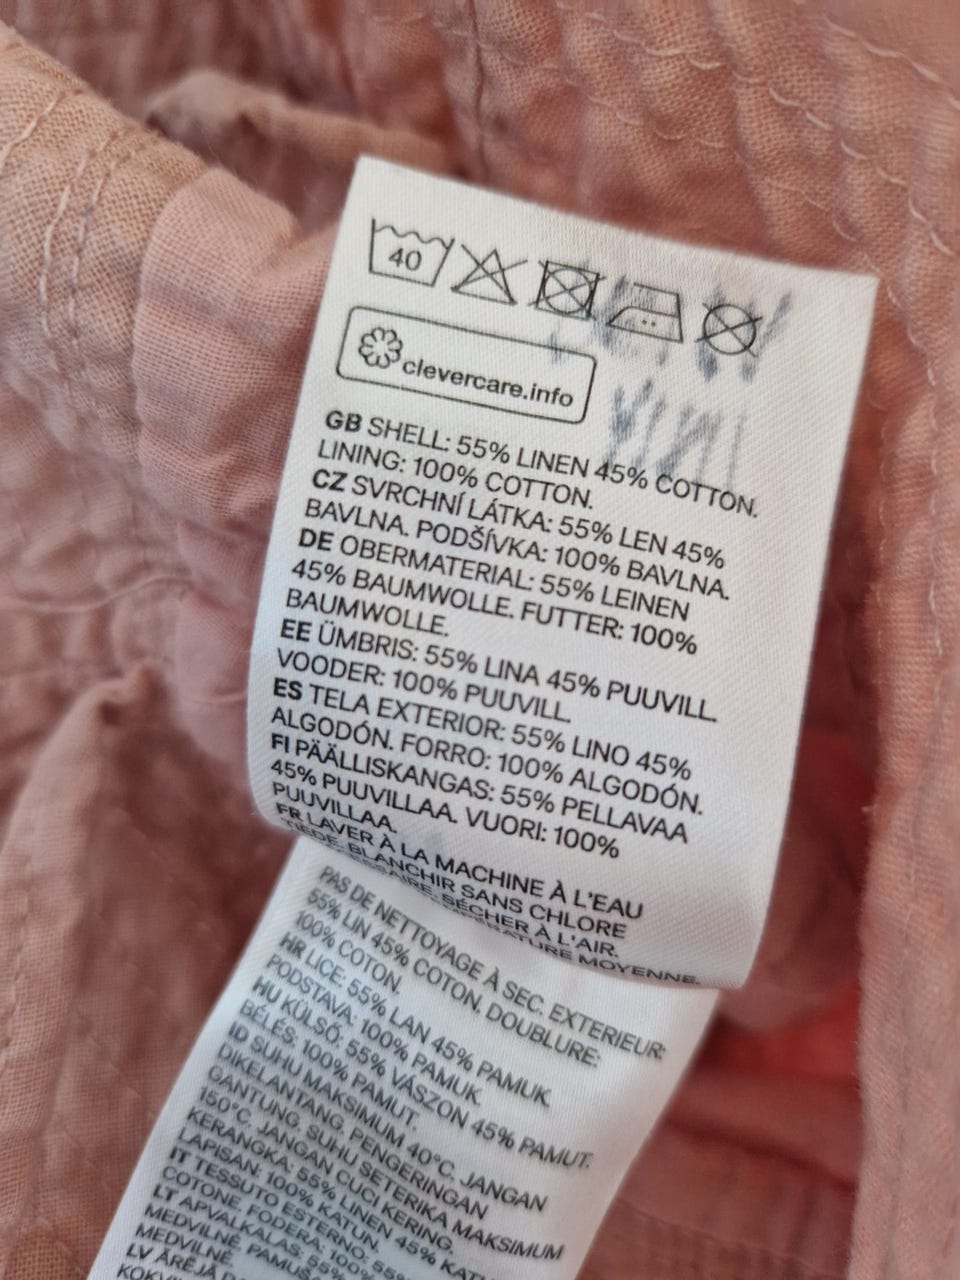 40
clevercare.info
GB SHELL: 55% LINEN 45% COTTON.
LINING: 100% COTTON.
CZ SVRCHNÍ LÁTKA: 55% LEN 45%
BAVLNA. PODŠÍVKA: 100% BAVLNA.
DE OBERMATERIAL: 55% LEINEN
45% BAUMWOLLE. FUTTER: 100%
BAUMWOLLE.
EE ÜMBRIS: 55% LINA 45% PUUVILL.
VOODER: 100% PUUVILL.
ES TELA EXTERIOR: 55% LINO 45%
ALGODÓN. FORRO: 100% ALGODÓN.
FI PÄÄLLISKANGAS: 55% PELLAVAA
45% PUUVILLAA. VUORI: 100%
PUUVILLAA.
FR LAVER À LA MACHINE À L'EAU
TIÈDE. BLANCHIR SANS CHLORE
SÉCHER À L'AIR.
MOYENNE.
PAS DE NETTOYAGE À SEC. EXTERIEUR:
55% LIN 45% COTON. DOUBLURE:
100% COTON.
HR LICE: 55% LAN 45% PAMUK.
PODSTAVA: 100% PAMUK.
HU KÜLSŐ: 55% VÁSZON 45% PAMUT.
BÉLÉS: 100% PAMUT.
ID SUHU MAKSIMUM 40°C. JANGAN
DIKELANTANG. PENGERINGAN
GANTUNG. SUHU SETERIKA MAKSIMUM
150°C. JANGAN CUCI KERING.
KERANGKA: 55% LINEN 45% KATUN.
LAPISAN: 100% KATUN.
IT TESSUTO ESTERNO: 55%
COTONE FODERA: 100%
LT APVALKALAS: 55%
MEDVILNĖ.
LV ĀRĒJĀ